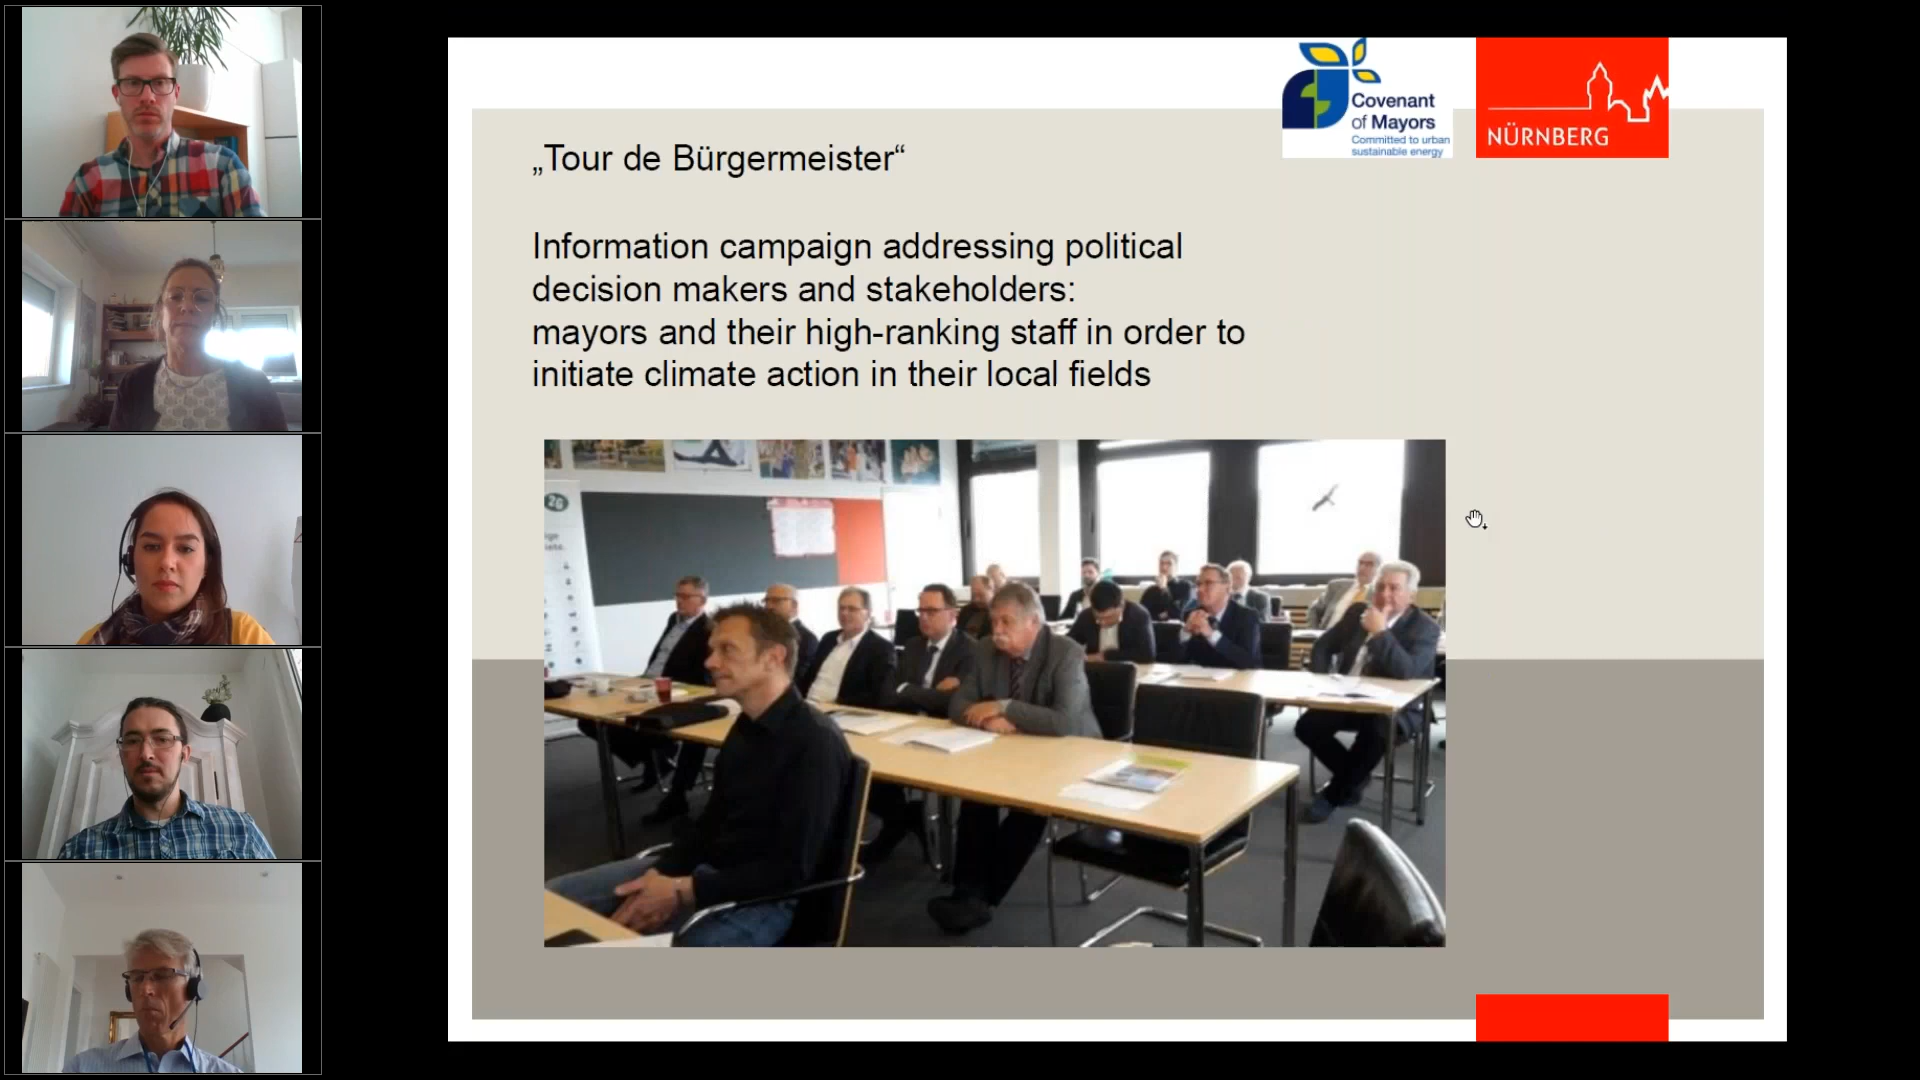 Covenant
of Mayors
Committed to urban
sustainable energy
NÜRNBERG
„Tour de Bürgermeister“
Information campaign addressing political
decision makers and stakeholders:
mayors and their high-ranking staff in order to
initiate climate action in their local fields
26